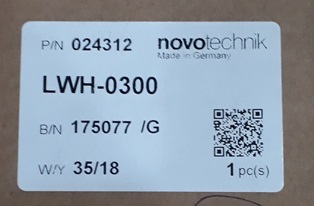 P/N 024312 novotechnik
Made in Germany
LWH-0300
B/N 175077 /G
W/Y 35/18 1 pc(s)